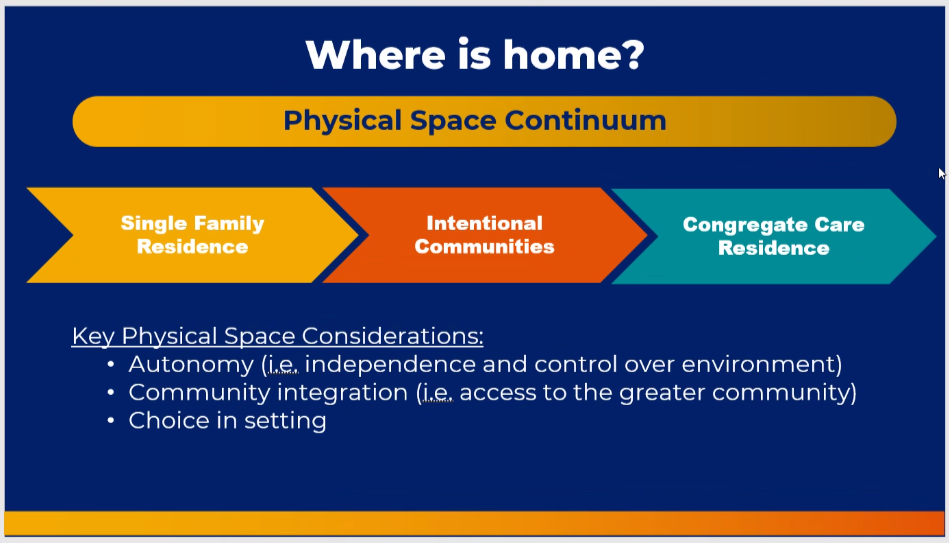 Where is home?
Physical Space Continuum
Single Family
Residence
Intentional
Communities
Congregate Care
Residence
Key Physical Space Considerations:
• Autonomy (i.e. independence and control over environment)
• Community integration (i.e. access to the greater community)
• Choice in setting